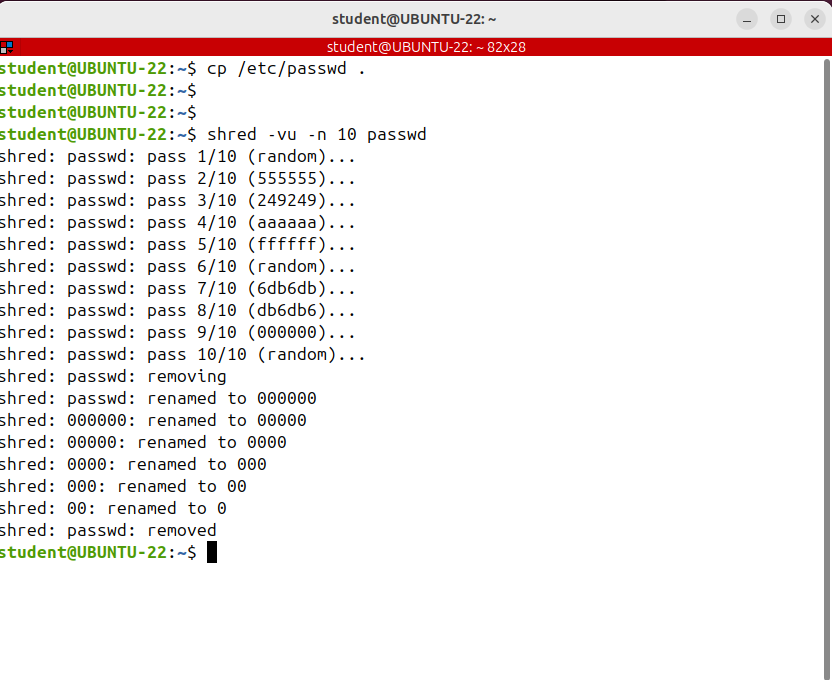 student@UBUNTU-22: ~
student@UBUNTU-22: ~ 82x28
student@UBUNTU-22:~$ cp /etc/passwd .
student@UBUNTU-22:~$
student@UBUNTU-22:~$
student@UBUNTU-22:~$ shred -vu -n 10 passwd
shred: passwd: pass 1/10 (random)...
shred: passwd: pass 2/10 (555555)...
shred: passwd: pass 3/10 (249249)...
shred: passwd: pass 4/10 (aaaaaa)...
shred: passwd: pass 5/10 (ffffff)...
shred: passwd: pass 6/10 (random)...
shred: passwd: pass 7/10 (6db6db)...
shred: passwd: pass 8/10 (db6db6)...
shred: passwd: pass 9/10 (000000)...
shred: passwd: pass 10/10 (random)...
shred: passwd: removing
shred: passwd: renamed to 000000
shred: 000000: renamed to 00000
shred: 00000: renamed to 0000
shred: 0000: renamed to 000
shred: 000: renamed to 00
shred: 00: renamed to 0
shred: passwd: removed
student@UBUNTU-22:~$